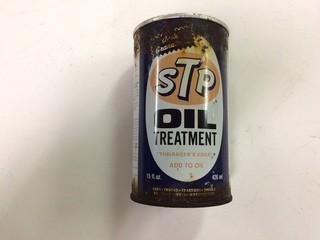 STP
OIL
TREATMENT
"THE RACER'S EDGE"
ADD TO OIL
15 fl. oz. 426 ml